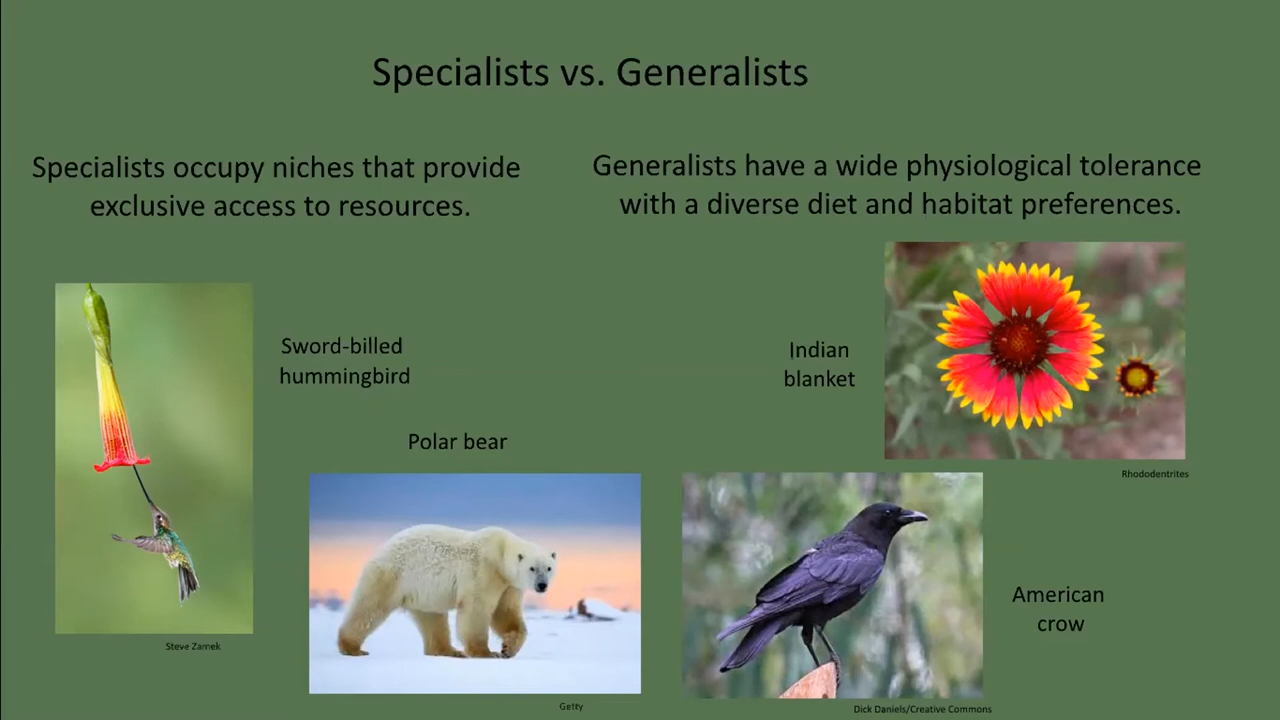 Specialists vs. Generalists
Specialists occupy niches that provide
exclusive access to resources.
Generalists have a wide physiological tolerance
with a diverse diet and habitat preferences.
Sword-billed
hummingbird
Polar bear
Indian
blanket
American
crow
Steve Zamek
Getty
Rhododentrites
Dick Daniels/Creative Commons